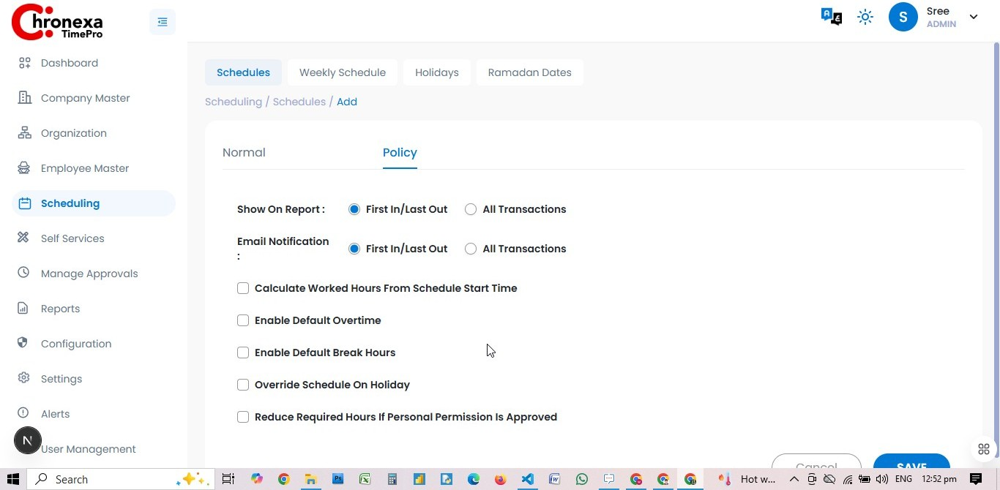 Chronexa
TimePro
S
Sree
ADMIN
Dashboard
Company Master
Organization
Employee Master
Scheduling
Self Services
Manage Approvals
Reports
Configuration
Settings
Alerts
N
User Management
Schedules
Weekly Schedule
Holidays
Ramadan Dates
Scheduling / Schedules / Add
Normal
Policy
Show On Report : First In/Last Out All Transactions
Email Notification
: First In/Last Out All Transactions
Calculate Worked Hours From Schedule Start Time
Enable Default Overtime
Enable Default Break Hours
Override Schedule On Holiday
Reduce Required Hours If Personal Permission Is Approved
Cancel
SAVE
Search
Hot w...
ENG
12:52 pm